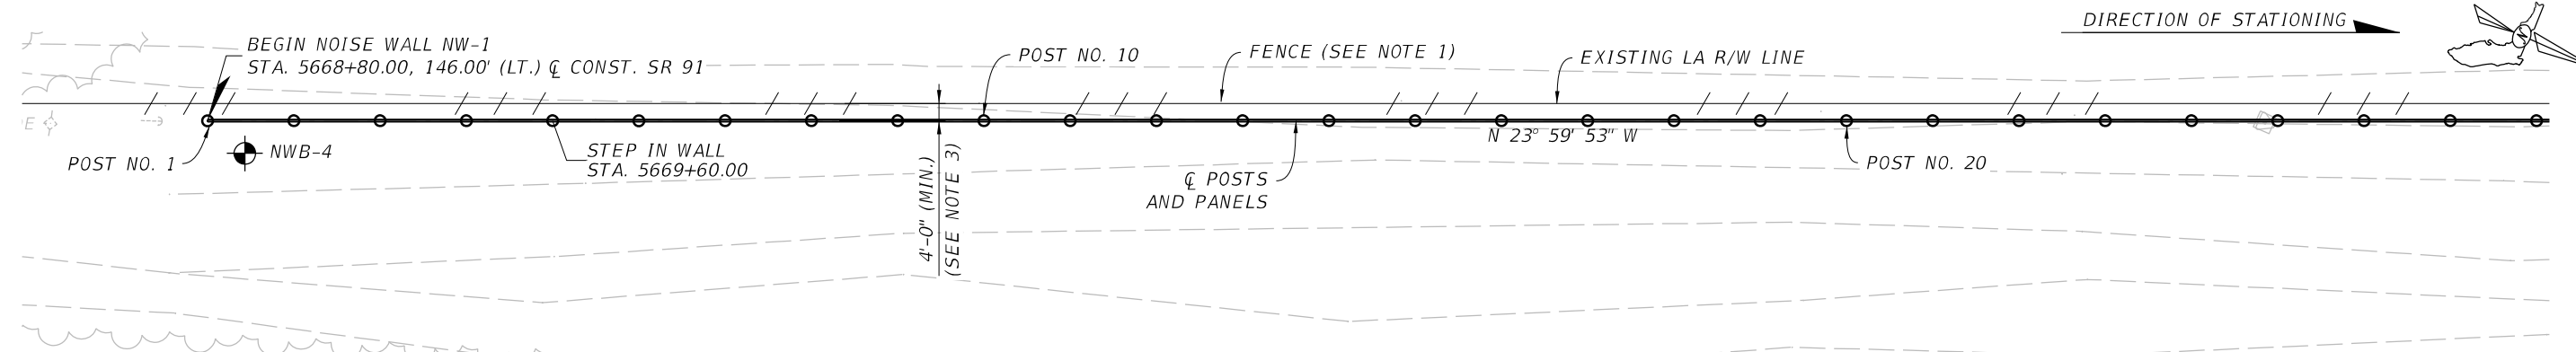 DIRECTION OF STATIONING
BEGIN NOISE WALL NW-1
STA. 5668+80.00, 146.00' (LT.) ℄ CONST. SR 91
POST NO. 10
FENCE (SEE NOTE 1)
EXISTING LA R/W LINE
N
E
POST NO. 1
NWB-4
STEP IN WALL
STA. 5669+60.00
4'-0" (MIN.)
(SEE NOTE 3)
℄ POSTS
AND PANELS
N 23° 59' 53" W
POST NO. 20